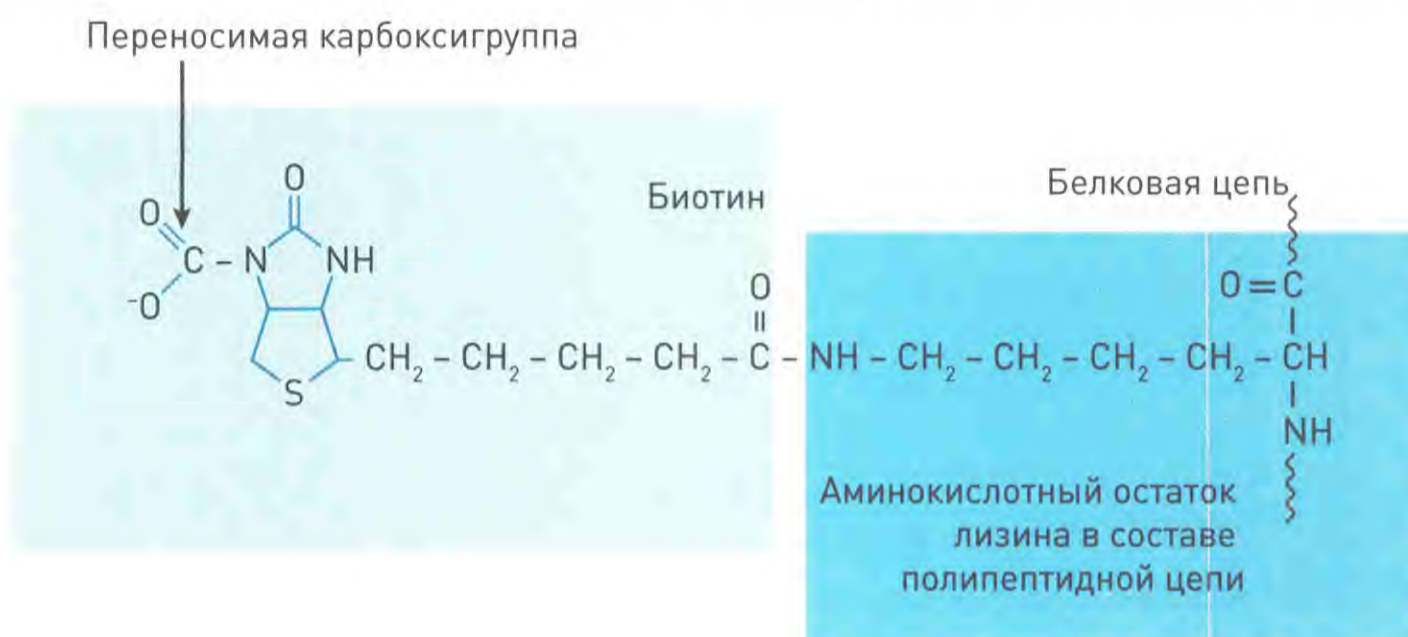 Переносимая карбоксигруппа
Биотин
Белковая цепь
O
O
C – N
NH
⁻O
S
O
=
CH₂ – CH₂ – CH₂ – CH₂ – C – NH – CH₂ – CH₂ – CH₂ – CH₂ – CH
O = C
NH
Аминокислотный остаток
лизина в составе
полипептидной цепи